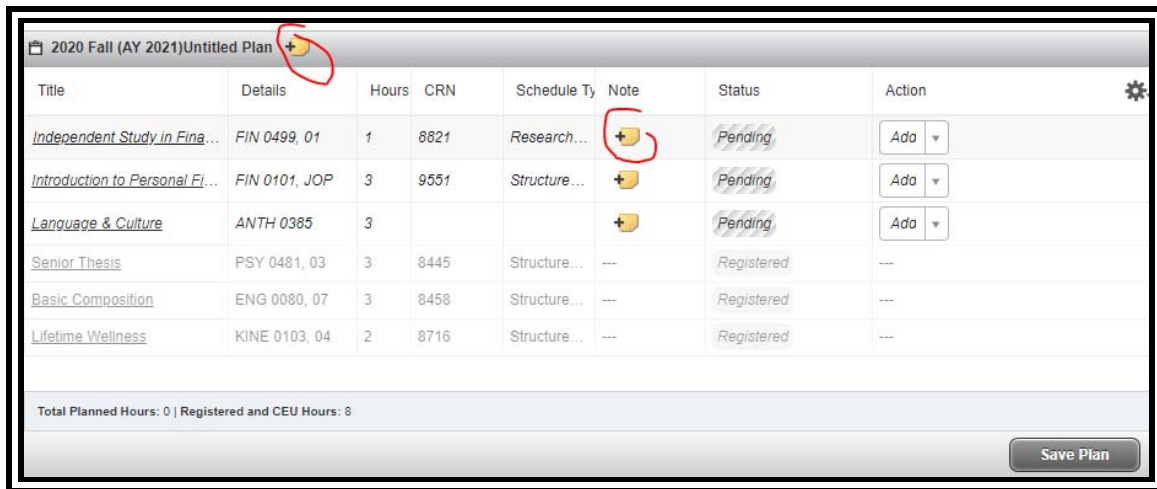 2020 Fall (AY 2021)Untitled Plan
Title Details Hours CRN Schedule Ty Note Status Action
Independent Study in Fina... FIN 0499, 01 1 8821 Research... Pending Add
Introduction to Personal Fi... FIN 0101, JOP 3 9551 Structure... Pending Add
Language & Culture ANTH 0385 3 Pending Add
Senior Thesis PSY 0481, 03 3 8445 Structure... --- Registered ---
Basic Composition ENG 0080, 07 3 8458 Structure... --- Registered ---
Lifetime Wellness KINE 0103, 04 2 8716 Structure... --- Registered ---
Total Planned Hours: 0 | Registered and CEU Hours: 8
Save Plan